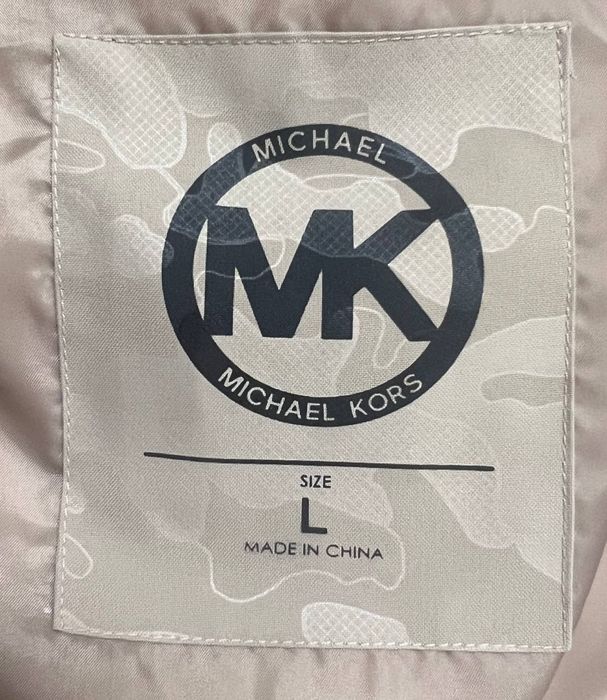 MICHAEL
MK
MICHAEL KORS
SIZE
L
MADE IN CHINA